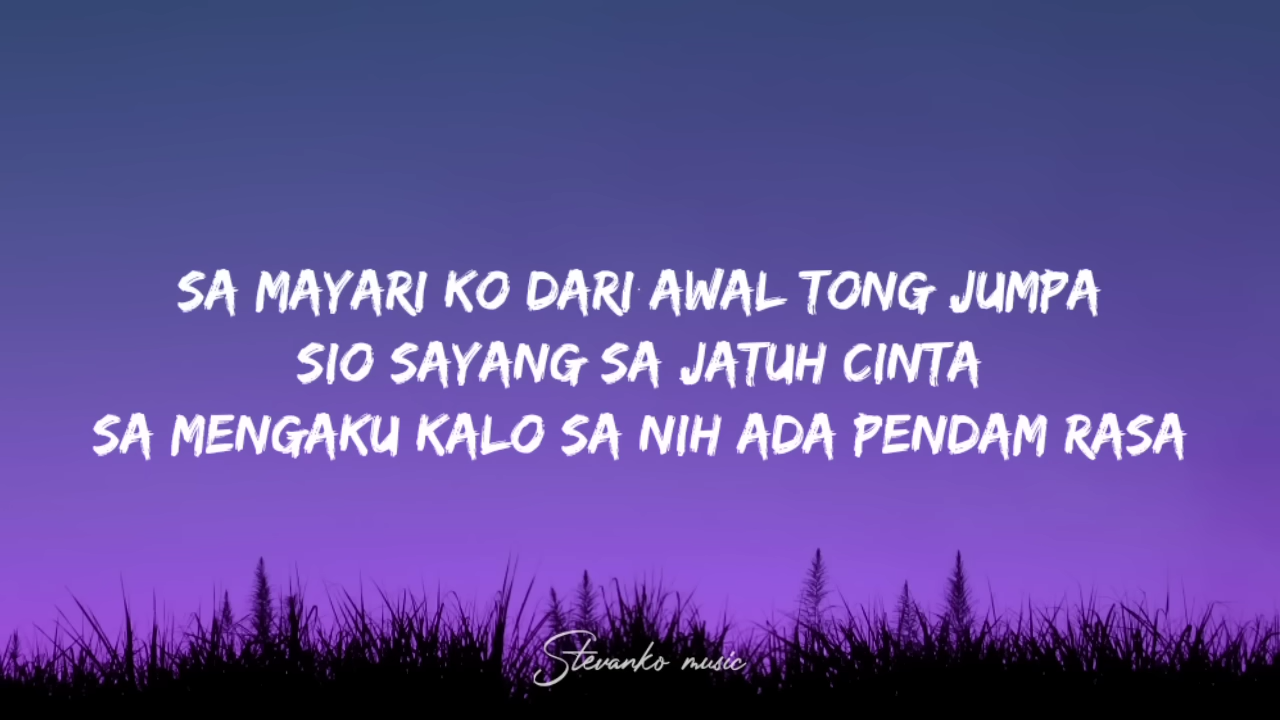 SA MAYARI KO DARI AWAL TONG JUMPA
SIO SAYANG SA JATUH CINTA
SA MENGAKU KALO SA NIH ADA PENDAM RASA
Stevanko music